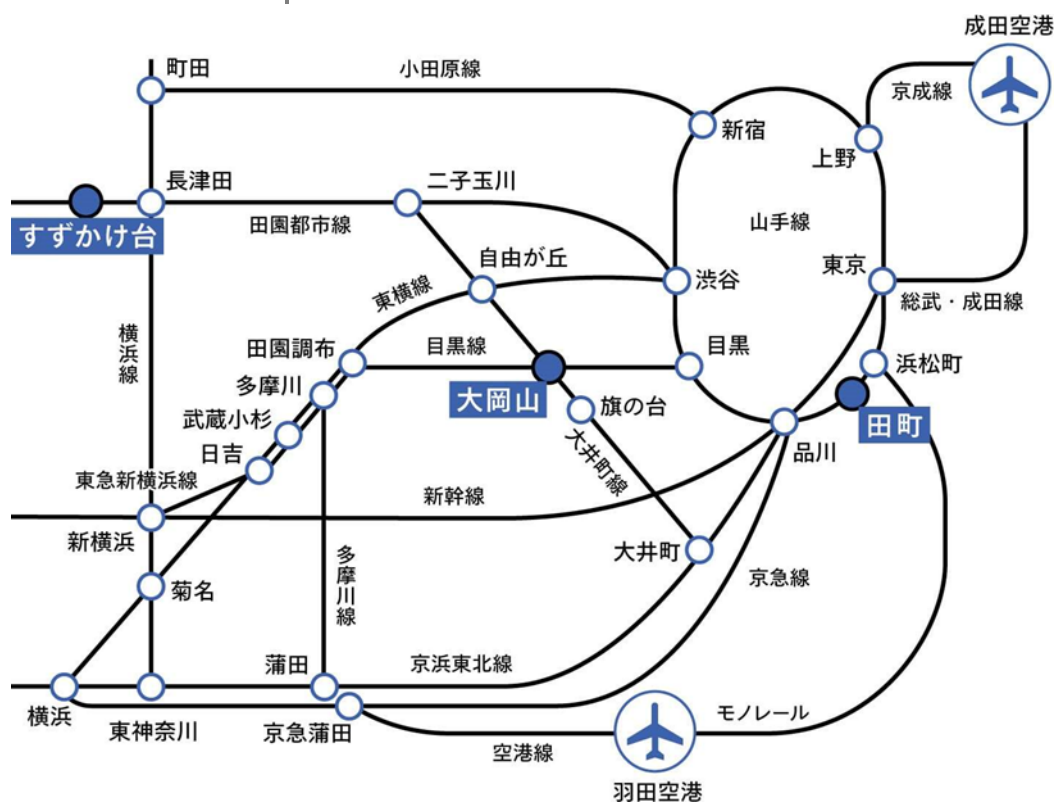 成田空港
町田
小田原線
京成線
新宿
上野
長津田
二子玉川
すずかけ台
田園都市線
山手線
自由が丘
東京
渋谷
東横線
総武・成田線
横浜線
田園調布
目黒線
目黒
浜松町
多摩川
大岡山
旗の台
田町
武蔵小杉
日吉
大井町線
品川
東急新横浜線
新幹線
新横浜
大井町
多摩川線
京急線
菊名
蒲田
京浜東北線
横浜
東神奈川
京急蒲田
モノレール
空港線
羽田空港